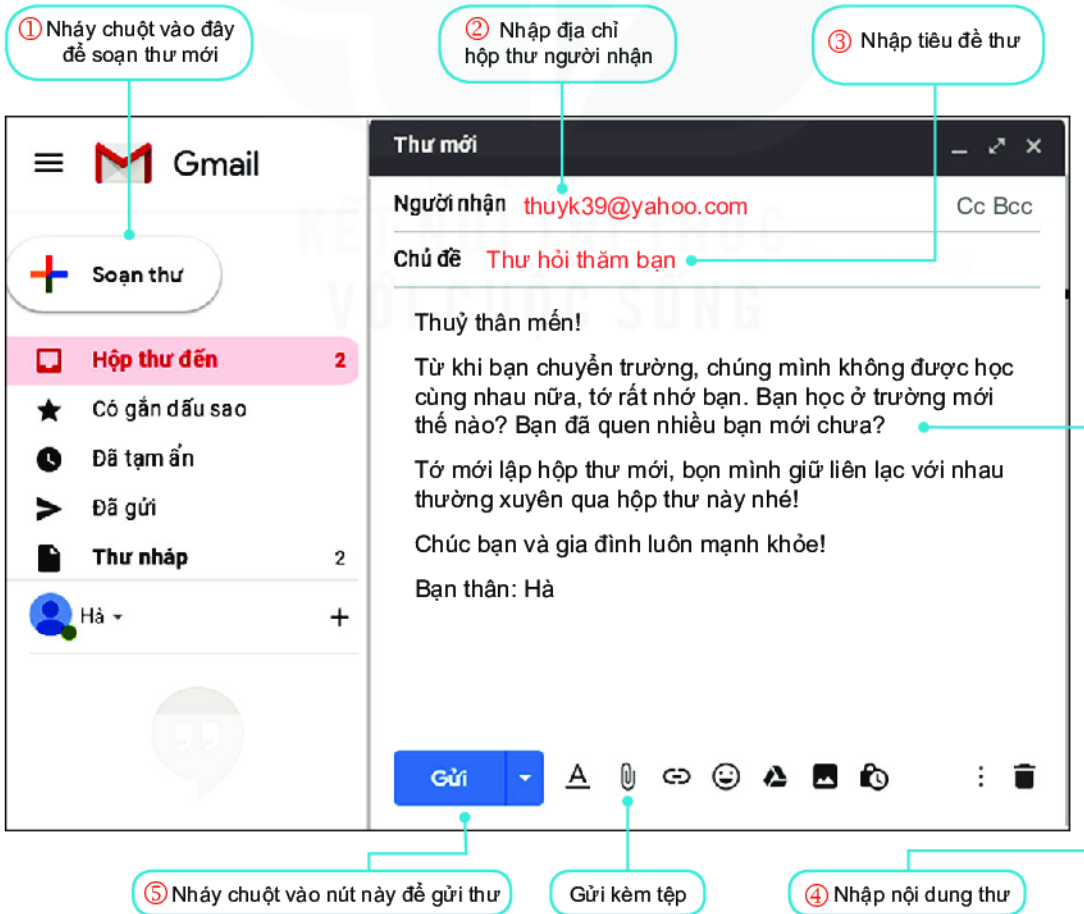 ① Nháy chuột vào đây
để soạn thư mới
② Nhập địa chỉ
hộp thư người nhận
③ Nhập tiêu đề thư
Gmail
Soạn thư
Hộp thư đến 2
Có gắn dấu sao
Đã tạm ẩn
Đã gửi
Thư nháp 2
Hà
Thư mới
Người nhận thuyk39@yahoo.com Cc Bcc
Chủ đề Thư hỏi thăm bạn
KẾT NỐI TRI THỨC
VỚI CUỘC SỐNG
Thuỷ thân mến!
Từ khi bạn chuyển trường, chúng mình không được học
cùng nhau nữa, tớ rất nhớ bạn. Bạn học ở trường mới
thế nào? Bạn đã quen nhiều bạn mới chưa?
Tớ mới lập hộp thư mới, bọn mình giữ liên lạc với nhau
thường xuyên qua hộp thư này nhé!
Chúc bạn và gia đình luôn mạnh khỏe!
Bạn thân: Hà
Gửi
⑤ Nháy chuột vào nút này để gửi thư
Gửi kèm tệp
④ Nhập nội dung thư